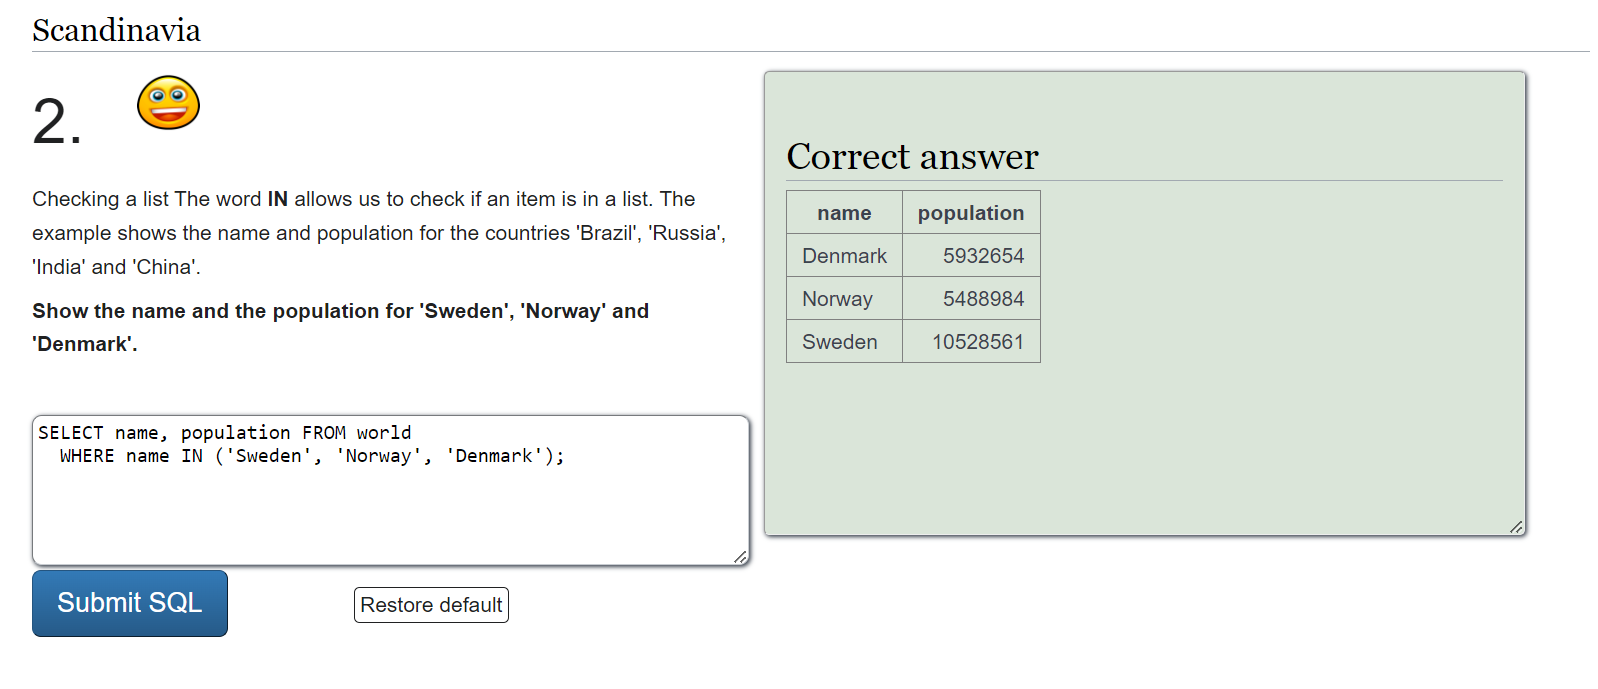 Scandinavia
2.
Checking a list The word IN allows us to check if an item is in a list. The
example shows the name and population for the countries 'Brazil', 'Russia',
'India' and 'China'.
Show the name and the population for 'Sweden', 'Norway' and
'Denmark'.
SELECT name, population FROM world
  WHERE name IN ('Sweden', 'Norway', 'Denmark');
Submit SQL
Restore default
Correct answer
name population
Denmark 5932654
Norway 5488984
Sweden 10528561